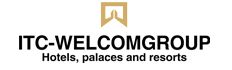 ITC-WELCOMGROUP
Hotels, palaces and resorts